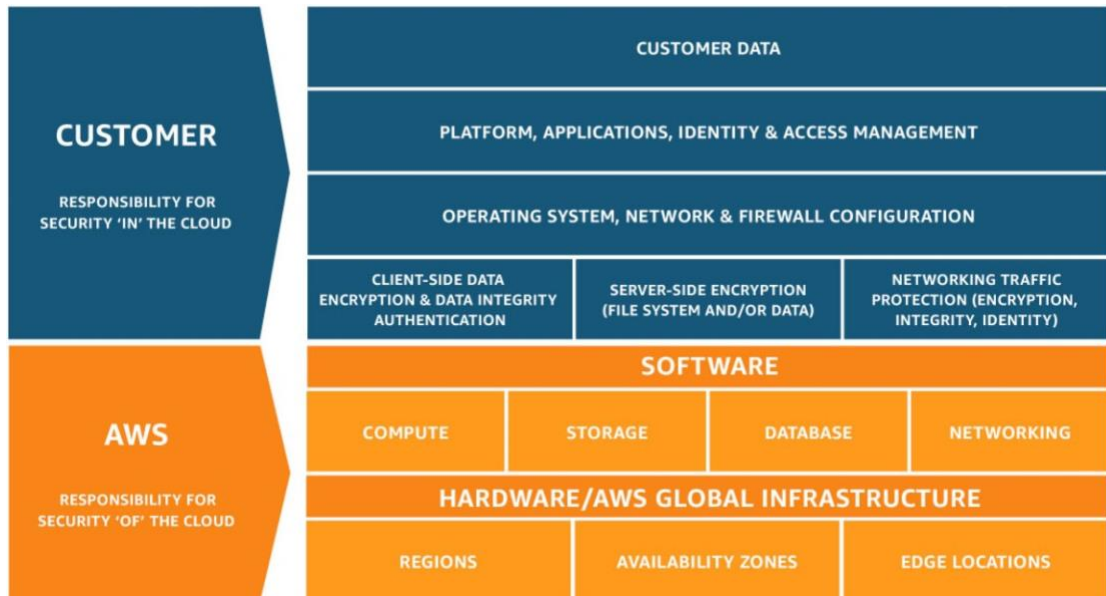 CUSTOMER
RESPONSIBILITY FOR
SECURITY ‘IN’ THE CLOUD
CUSTOMER DATA
PLATFORM, APPLICATIONS, IDENTITY & ACCESS MANAGEMENT
OPERATING SYSTEM, NETWORK & FIREWALL CONFIGURATION
CLIENT-SIDE DATA
ENCRYPTION & DATA INTEGRITY
AUTHENTICATION
SERVER-SIDE ENCRYPTION
(FILE SYSTEM AND/OR DATA)
NETWORKING TRAFFIC
PROTECTION (ENCRYPTION,
INTEGRITY, IDENTITY)
AWS
RESPONSIBILITY FOR
SECURITY ‘OF’ THE CLOUD
SOFTWARE
COMPUTE
STORAGE
DATABASE
NETWORKING
HARDWARE/AWS GLOBAL INFRASTRUCTURE
REGIONS
AVAILABILITY ZONES
EDGE LOCATIONS